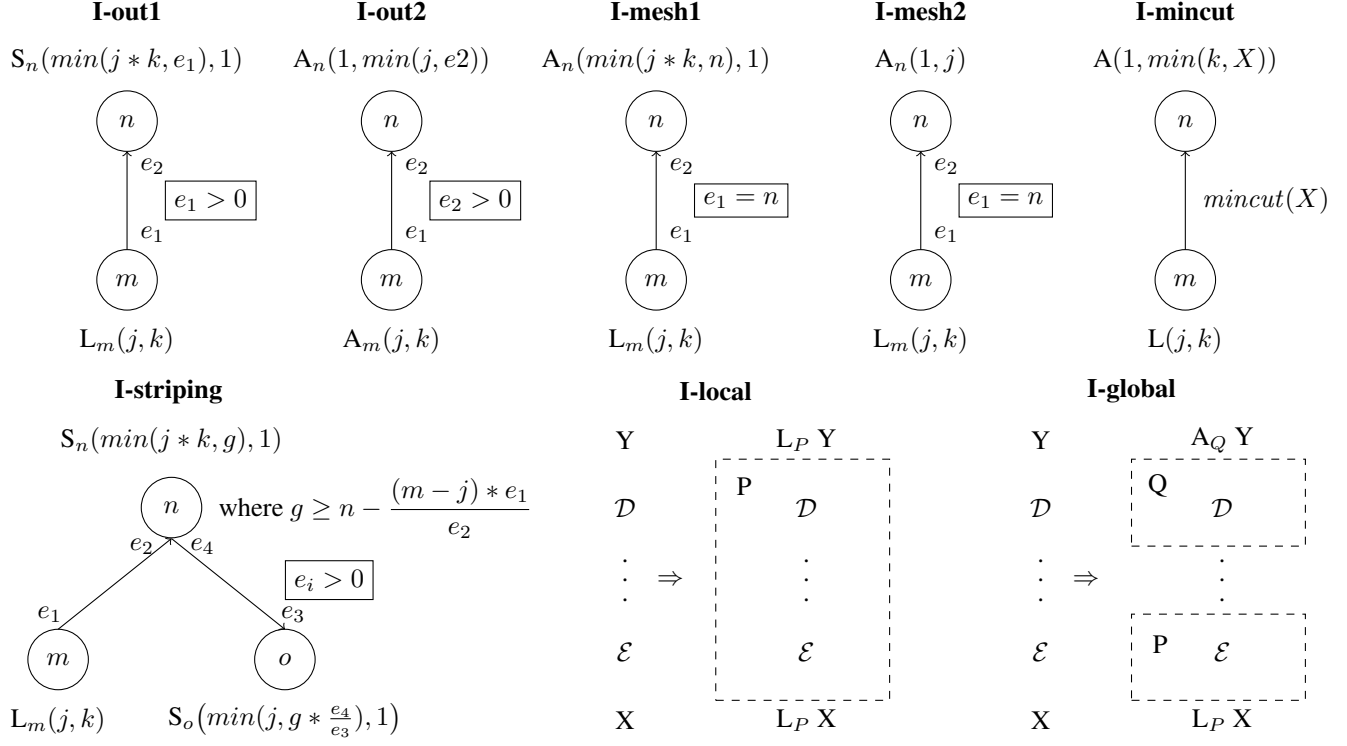 I-out1 I-out2 I-mesh1 I-mesh2 I-mincut
S_n(min(j * k, e_1), 1) A_n(1, min(j, e2)) A_n(min(j * k, n), 1) A_n(1, j) A(1, min(k, X))
n n n n n
e_2 e_2 e_2 e_2
e_1 > 0 e_2 > 0 e_1 = n e_1 = n mincut(X)
e_1 e_1 e_1 e_1
m m m m m
L_m(j, k) A_m(j, k) L_m(j, k) L_m(j, k) L(j, k)
I-striping I-local I-global
S_n(min(j * k, g), 1) Y L_P Y Y A_Q Y
P Q
n where g ≥ n − \frac{(m − j) * e_1}{e_2} D D D D
e_2 e_4
e_i > 0 ⋮ ⇒ ⋮ ⋮ ⇒ ⋮
e_1 e_3
P
m o E E E E
L_m(j, k) S_o(min(j, g * \frac{e_4}{e_3}), 1) X L_P X X L_P X